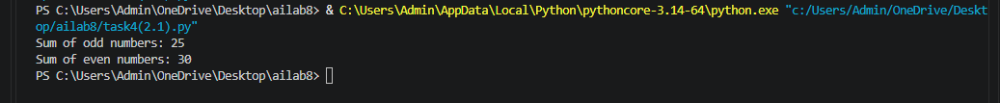 PS C:\Users\Admin\OneDrive\Desktop\ailab8> & C:\Users\Admin\AppData\Local\Python\pythoncore-3.14-64\python.exe "c:/Users/Admin/OneDrive/Deskt
op/ailab8/task4(2.1).py"
Sum of odd numbers: 25
Sum of even numbers: 30
PS C:\Users\Admin\OneDrive\Desktop\ailab8>